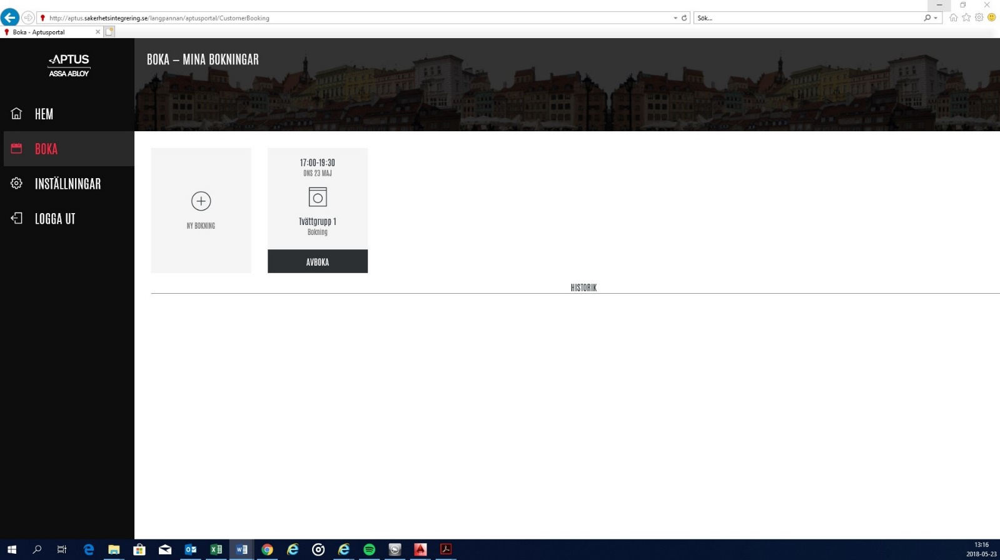 http://aptus.sakerhetsintegrering.se/langpannan/aptusportal/CustomerBooking
Sök...
Boka - Aptusportal
APTUS
ASSA ABLOY
BOKA – MINA BOKNINGAR
HEM
BOKA
INSTÄLLNINGAR
LOGGA UT
NY BOKNING
17:00-19:30
ONS 23 MAJ
Tvättgrupp 1
Bokning
AVBOKA
HISTORIK
13:16
2018-05-23